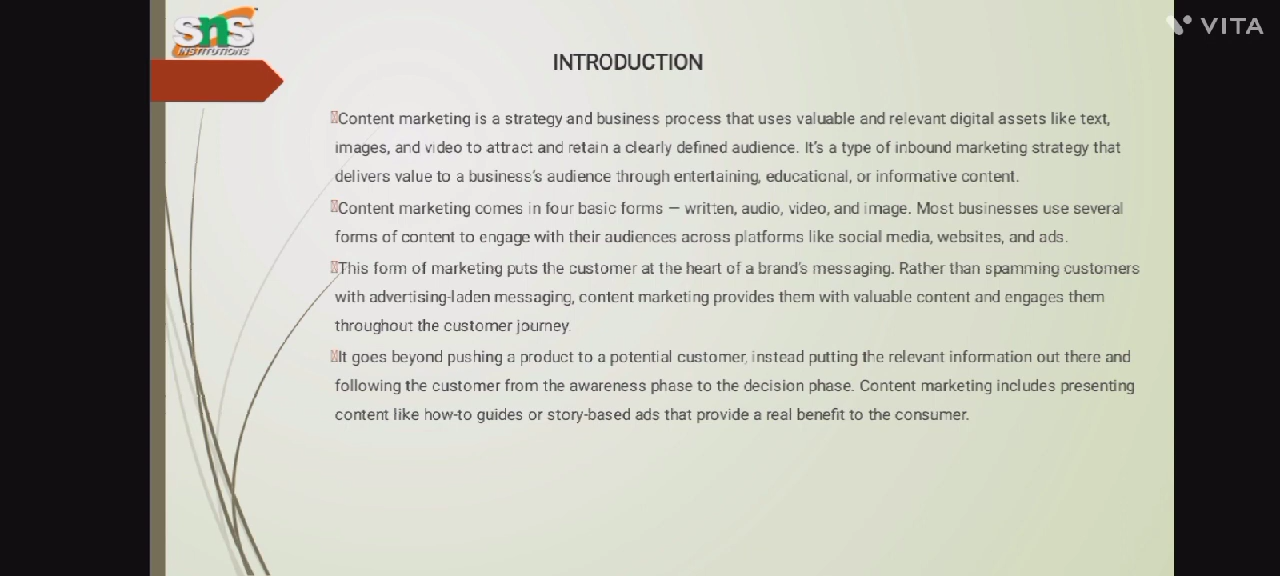 SnS
INSTITUTIONS
VITA
INTRODUCTION
Content marketing is a strategy and business process that uses valuable and relevant digital assets like text,
images, and video to attract and retain a clearly defined audience. It's a type of inbound marketing strategy that
delivers value to a business's audience through entertaining, educational, or informative content.
Content marketing comes in four basic forms — written, audio, video, and image. Most businesses use several
forms of content to engage with their audiences across platforms like social media, websites, and ads.
This form of marketing puts the customer at the heart of a brand's messaging. Rather than spamming customers
with advertising-laden messaging, content marketing provides them with valuable content and engages them
throughout the customer journey.
It goes beyond pushing a product to a potential customer, instead putting the relevant information out there and
following the customer from the awareness phase to the decision phase. Content marketing includes presenting
content like how-to guides or story-based ads that provide a real benefit to the consumer.